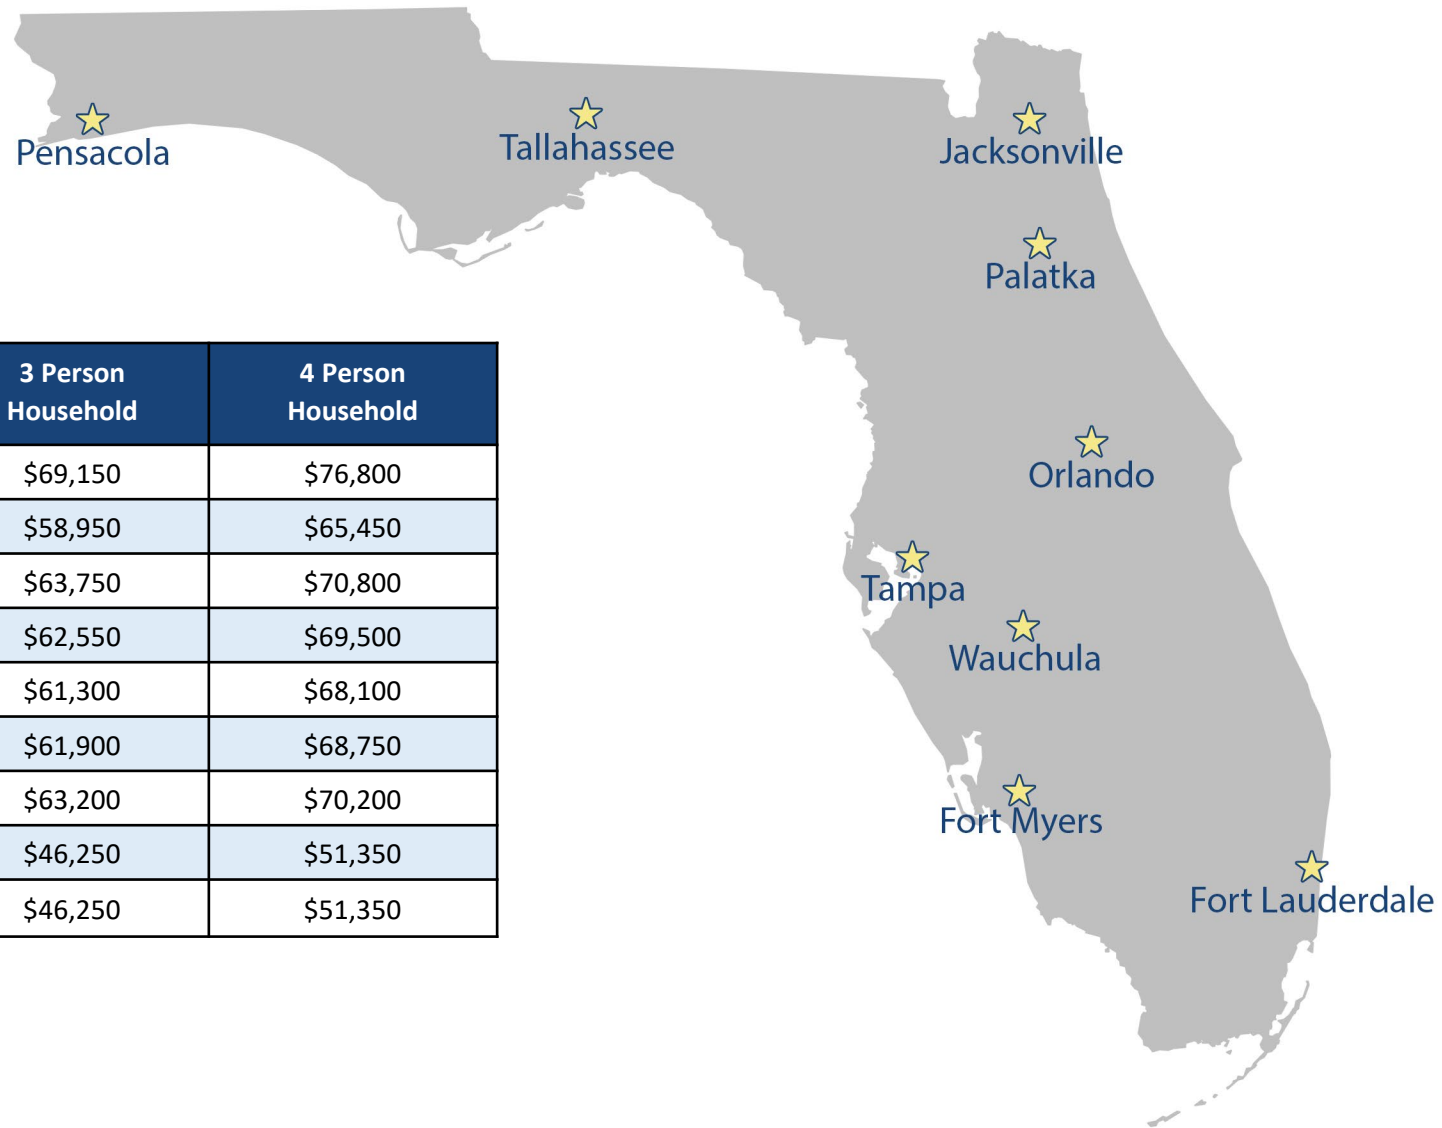 Pensacola
Tallahassee
Jacksonville
Palatka
3 Person Household	4 Person Household
$69,150	$76,800
$58,950	$65,450
$63,750	$70,800
$62,550	$69,500
$61,300	$68,100
$61,900	$68,750
$63,200	$70,200
$46,250	$51,350
$46,250	$51,350
Orlando
Tampa
Wauchula
Fort Myers
Fort Lauderdale